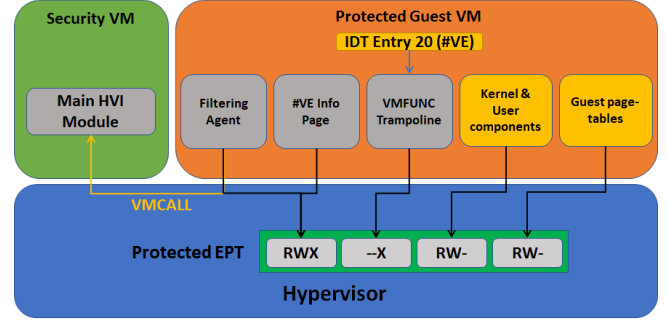 Security VM
Protected Guest VM
IDT Entry 20 (#VE)
Main HVI
Module
Filtering
Agent
#VE Info
Page
VMFUNC
Trampoline
Kernel &
User
components
Guest page-
tables
VMCALL
Protected EPT
RWX
--X
RW-
RW-
Hypervisor